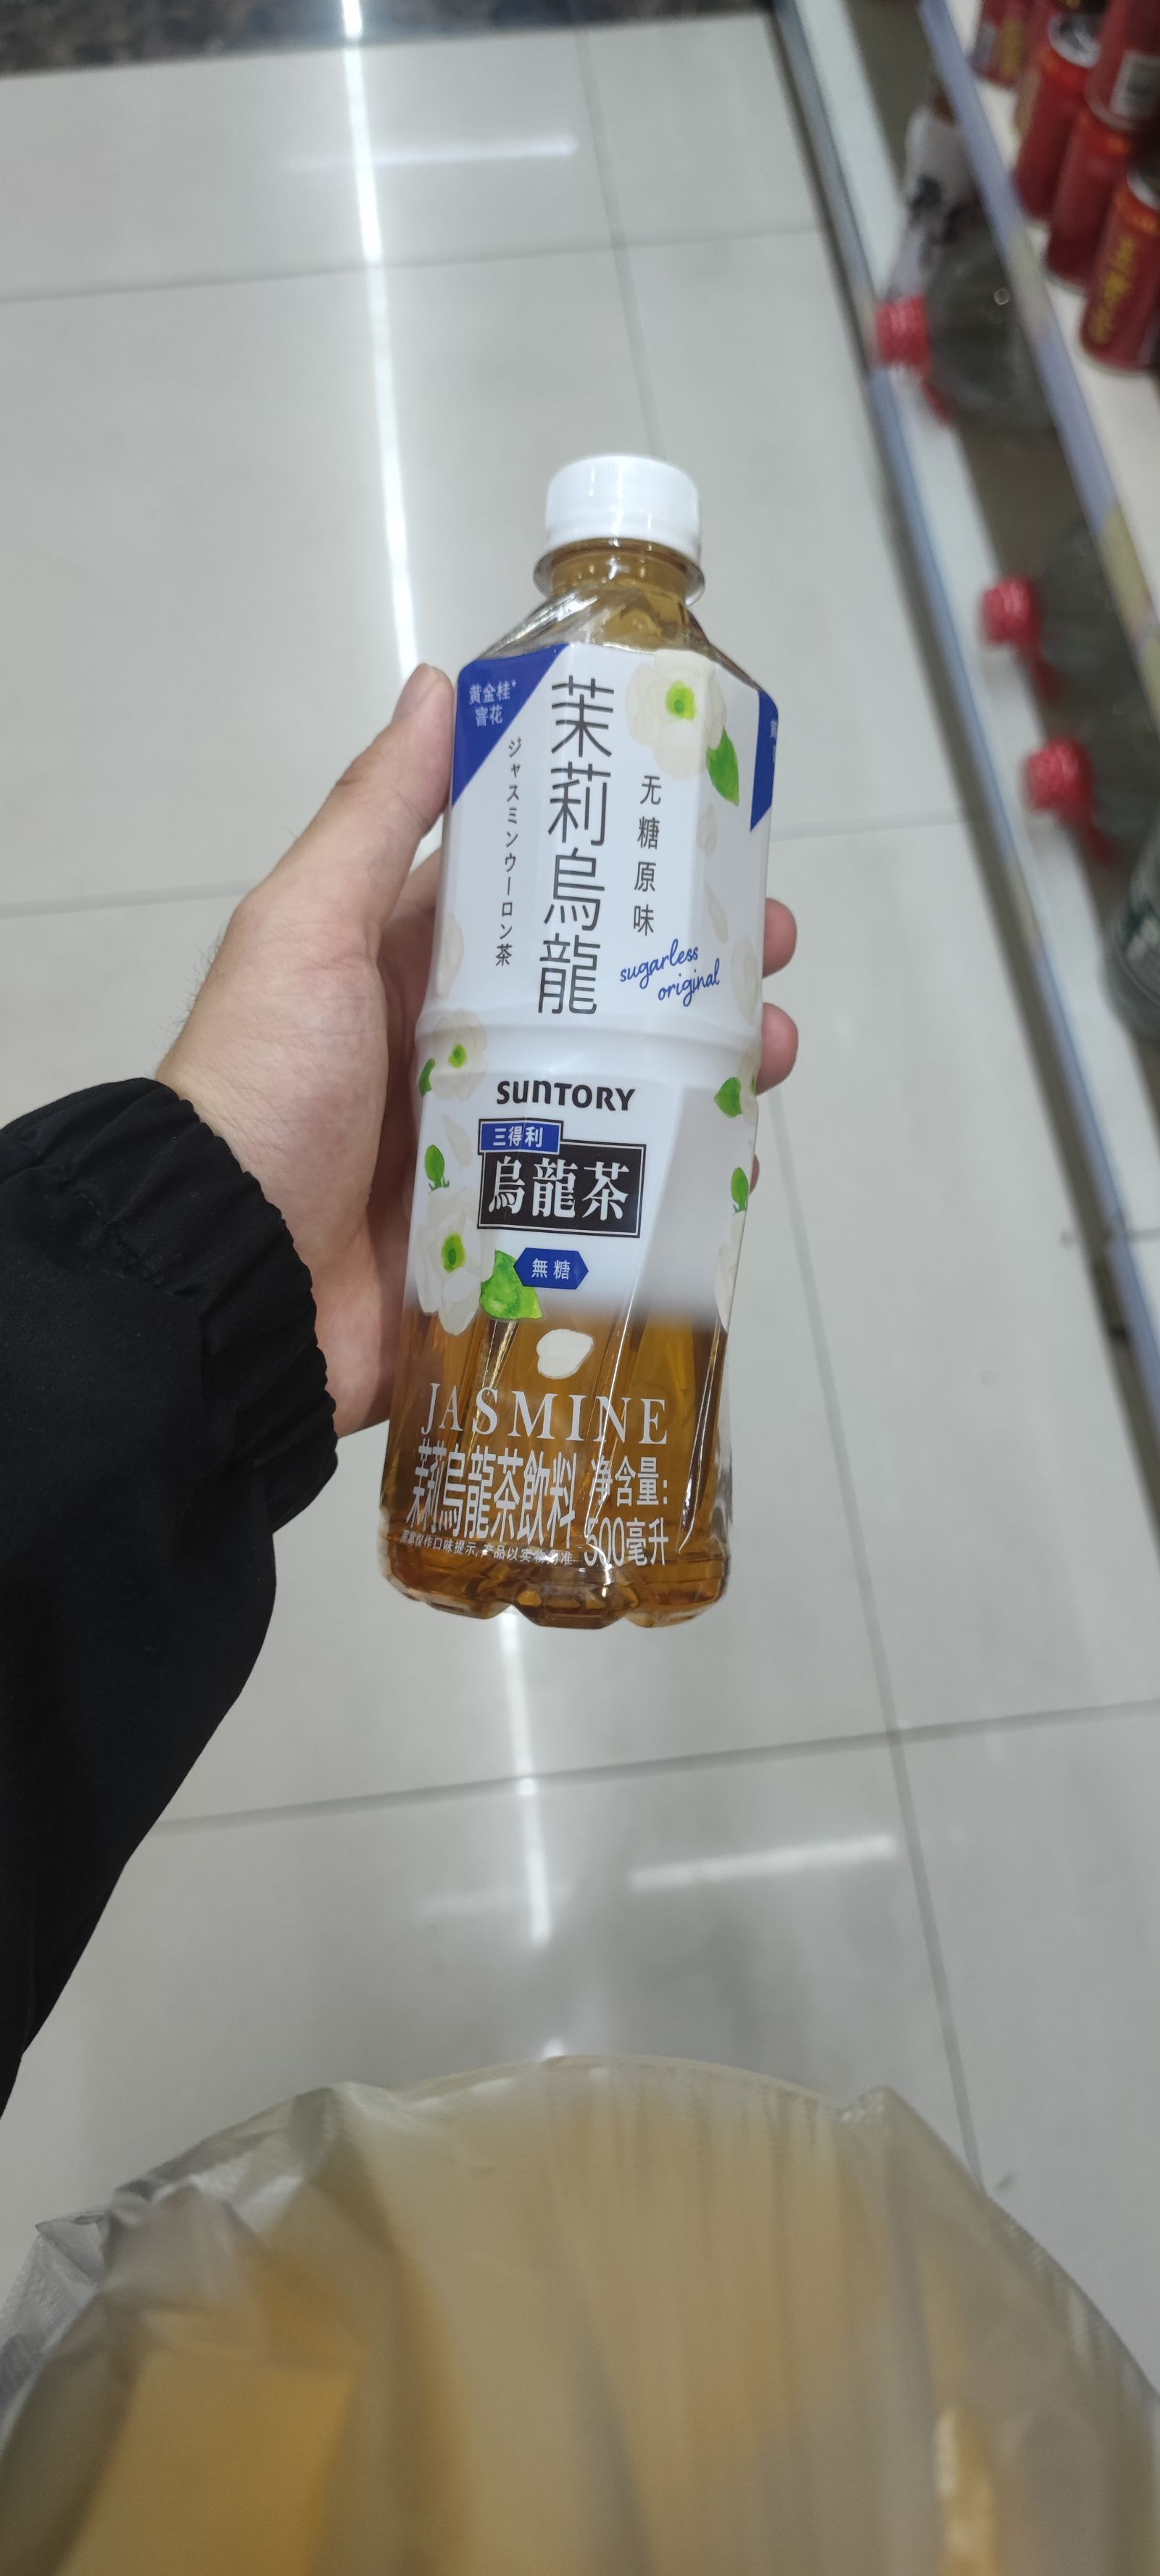 黄金桂*
窨花
茉莉烏龍
ジャスミンウーロン茶
无糖原味
sugarless
original
SUNTORY
三得利
烏龍茶
無糖
JASMINE
茉莉烏龍茶飲料
净含量:
500毫升